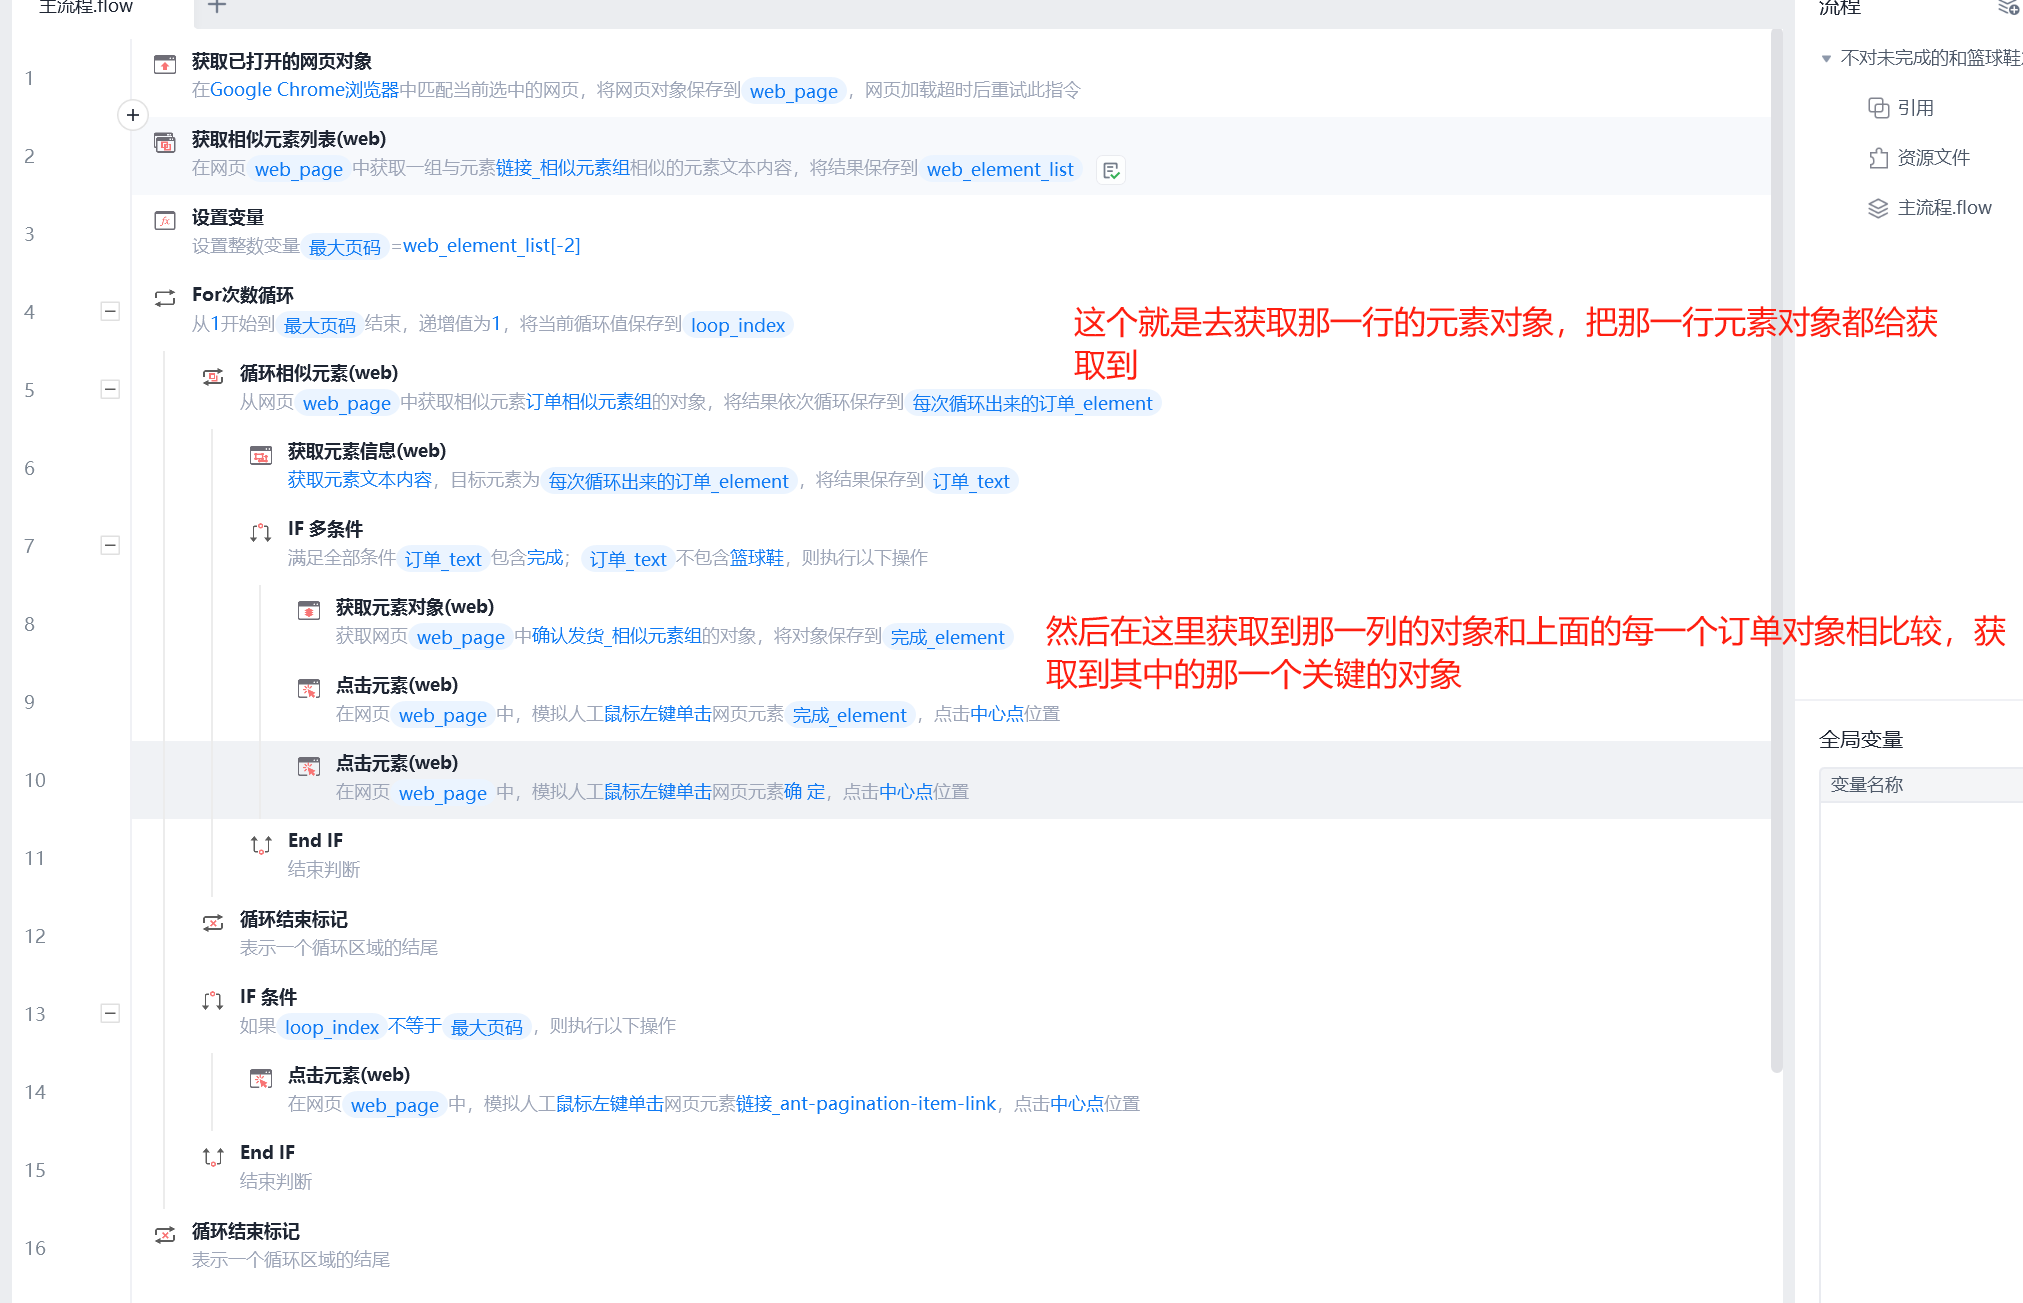 主流程.flow
流程
1
获取已打开的网页对象
在Google Chrome浏览器中匹配当前选中的网页，将网页对象保存到 web_page ，网页加载超时后重试此指令
2
获取相似元素列表(web)
在网页 web_page 中获取一组与元素链接_相似元素组相似的元素文本内容，将结果保存到 web_element_list
3
设置变量
设置整数变量 最大页码 =web_element_list[-2]
4
For次数循环
从1开始到 最大页码 结束，递增值为1，将当前循环值保存到 loop_index
这个就是去获取那一行的元素对象，把那一行元素对象都给获
取到
5
循环相似元素(web)
从网页 web_page 中获取相似元素订单相似元素组的对象，将结果依次循环保存到 每次循环出来的订单_element
6
获取元素信息(web)
获取元素文本内容，目标元素为 每次循环出来的订单_element ，将结果保存到 订单_text
7
IF 多条件
满足全部条件 订单_text 包含完成； 订单_text 不包含篮球鞋，则执行以下操作
8
获取元素对象(web)
获取网页 web_page 中确认发货_相似元素组的对象，将对象保存到 完成_element
然后在这里获取到那一列的对象和上面的每一个订单对象相比较，获
取到其中的那一个关键的对象
9
点击元素(web)
在网页 web_page 中，模拟人工鼠标左键单击网页元素 完成_element ，点击中心点位置
10
点击元素(web)
在网页 web_page 中，模拟人工鼠标左键单击网页元素确 定，点击中心点位置
11
End IF
结束判断
12
循环结束标记
表示一个循环区域的结尾
13
IF 条件
如果 loop_index 不等于 最大页码 ，则执行以下操作
14
点击元素(web)
在网页 web_page 中，模拟人工鼠标左键单击网页元素链接_ant-pagination-item-link，点击中心点位置
15
End IF
结束判断
16
循环结束标记
表示一个循环区域的结尾
不对未完成的和篮球鞋
引用
资源文件
主流程.flow
全局变量
变量名称